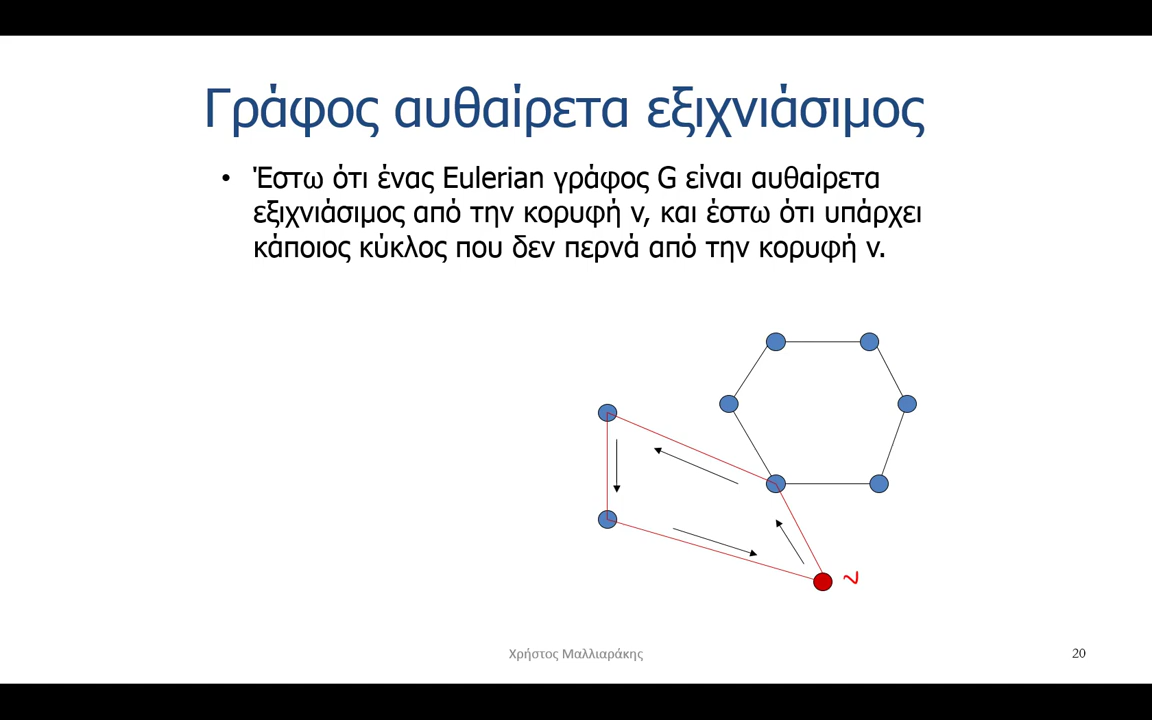 Γράφος αυθαίρετα εξιχνιάσιμος
• Έστω ότι ένας Eulerian γράφος G είναι αυθαίρετα
εξιχνιάσιμος από την κορυφή ν, και έστω ότι υπάρχει
κάποιος κύκλος που δεν περνά από την κορυφή ν.
ν
Χρήστος Μαλλιαράκης
20